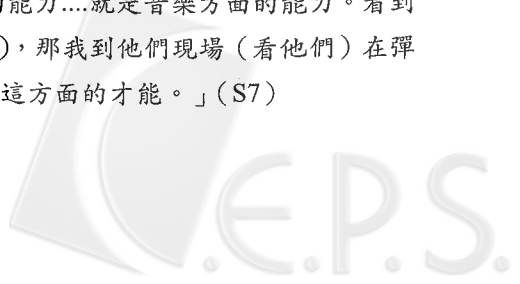 的能力....就是音樂方面的能力。看到
)，那我到他們現場（看他們）在彈
這方面的才能。」（S7）
C.E.P.S.